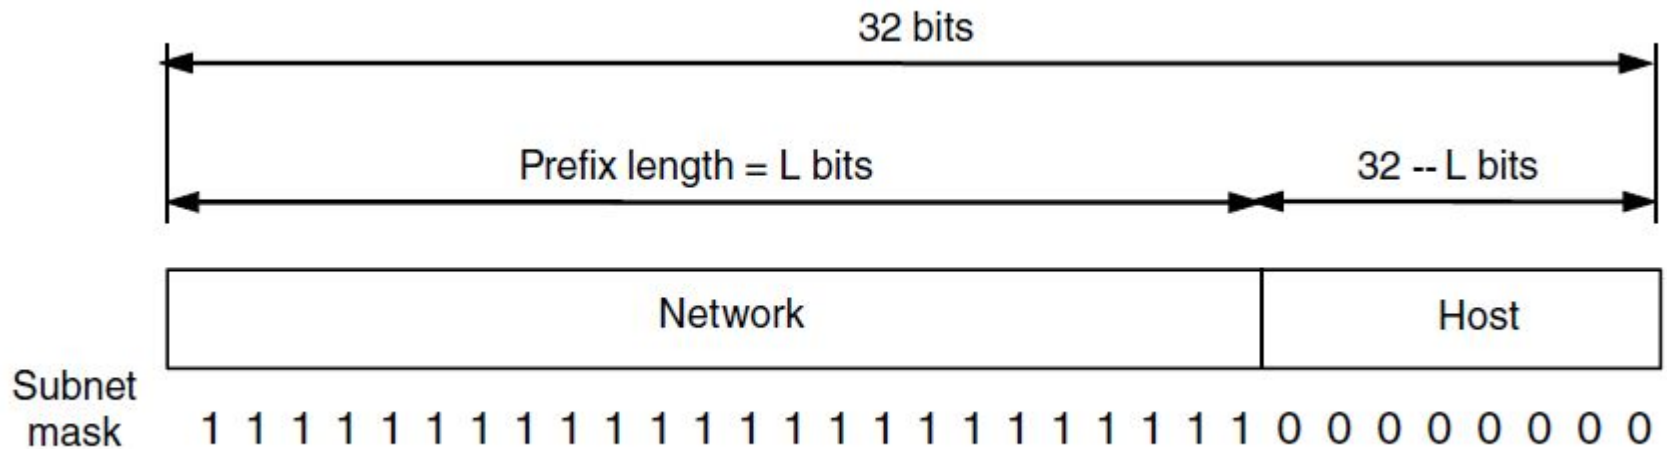 32 bits
Prefix length = L bits 32 -- L bits
Network Host
Subnet
mask 1 1 1 1 1 1 1 1 1 1 1 1 1 1 1 1 1 1 1 1 1 1 1 1 0 0 0 0 0 0 0 0